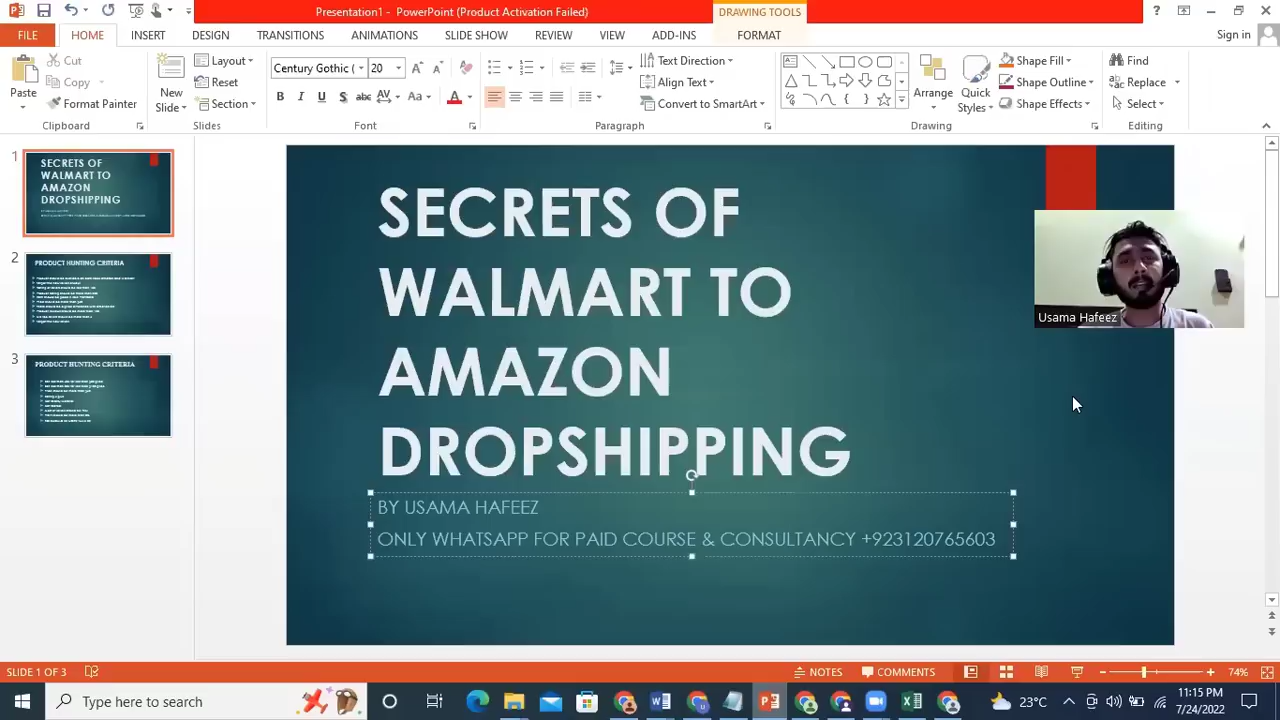 Presentation1 - PowerPoint (Product Activation Failed)
DRAWING TOOLS
FILE HOME INSERT DESIGN TRANSITIONS ANIMATIONS SLIDE SHOW REVIEW VIEW ADD-INS FORMAT
Sign in
Paste
Cut
Copy
Format Painter
Clipboard
New Slide
Layout
Reset
Section
Slides
Century Gothic (
20
Font
Text Direction
Align Text
Convert to SmartArt
Paragraph
Arrange
Quick Styles
Shape Fill
Shape Outline
Shape Effects
Drawing
Find
Replace
Select
Editing
1
SECRETS OF
WALMART TO
AMAZON
DROPSHIPPING
2
PRODUCT HUNTING CRITERIA
3
PRODUCT HUNTING CRITERIA
SECRETS OF
WALMART TO
AMAZON
DROPSHIPPING
BY USAMA HAFEEZ
ONLY WHATSAPP FOR PAID COURSE & CONSULTANCY +923120765603
Usama Hafeez
SLIDE 1 OF 3
NOTES
COMMENTS
74%
Type here to search
23°C
11:15 PM
7/24/2022